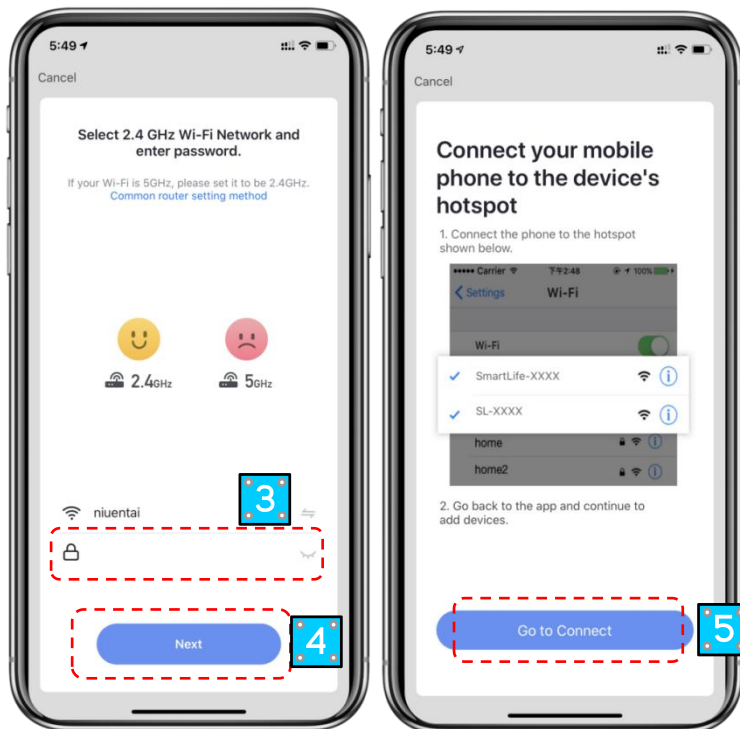 5:49
Cancel
Select 2.4 GHz Wi-Fi Network and
enter password.
If your Wi-Fi is 5GHz, please set it to be 2.4GHz.
Common router setting method
2.4GHz
5GHz
3
niuentai
Next
4
5:49
Cancel
Connect your mobile
phone to the device's
hotspot
1. Connect the phone to the hotspot
shown below.
Carrier 下午2:48 100%
Settings Wi-Fi
Wi-Fi
SmartLife-XXXX
SL-XXXX
home
home2
2. Go back to the app and continue to
add devices.
Go to Connect
5